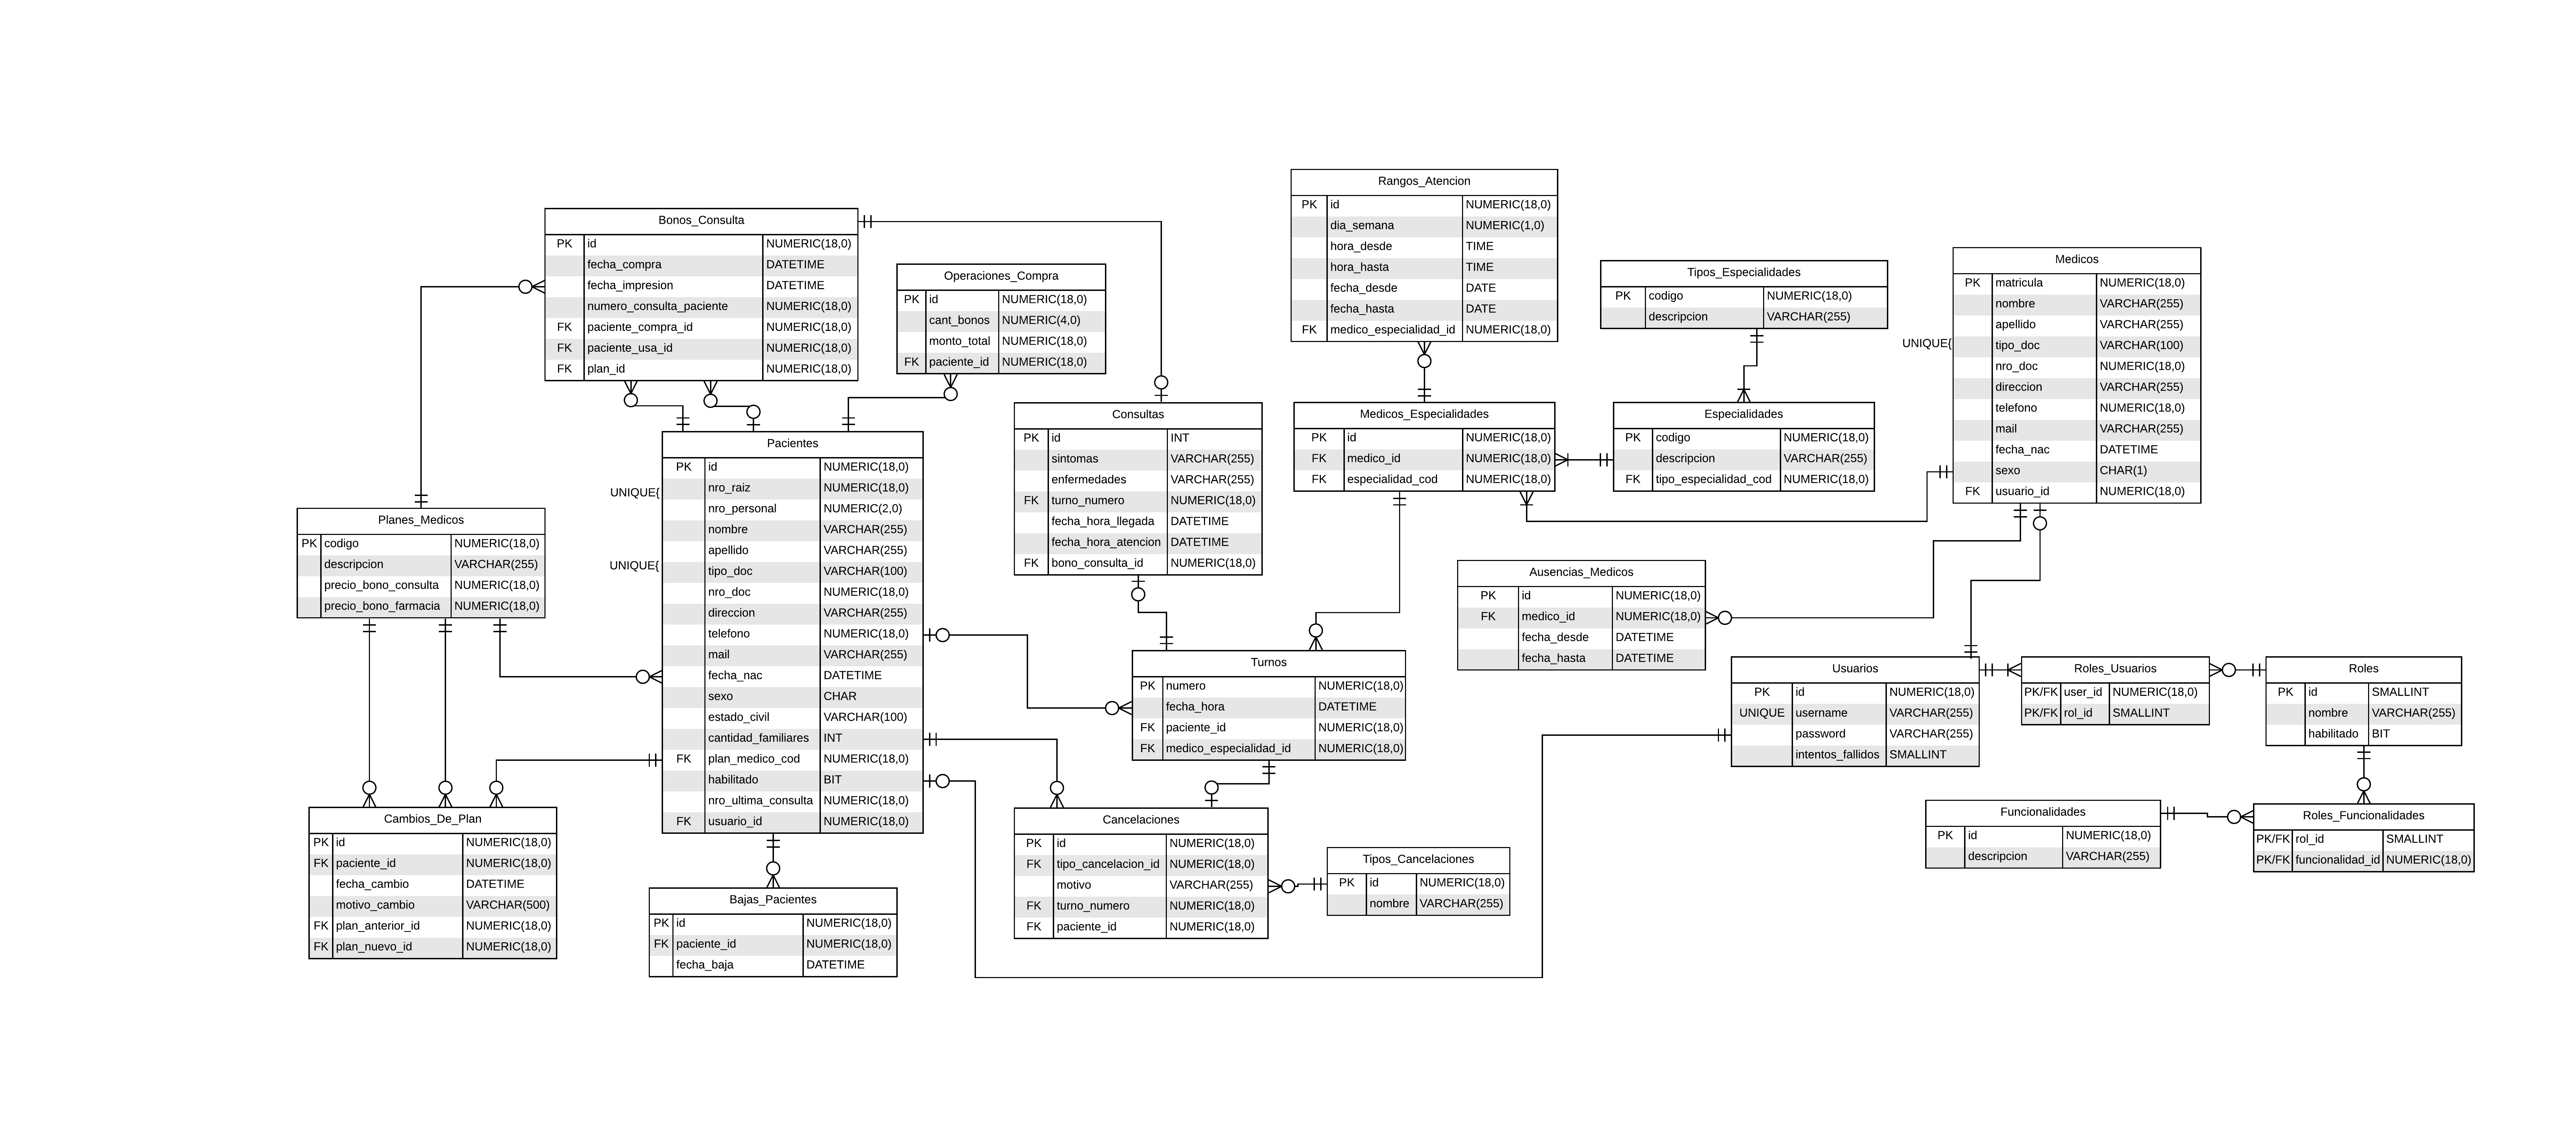 Bonos_Consulta
PK id NUMERIC(18,0)
fecha_compra DATETIME
fecha_impresion DATETIME
numero_consulta_paciente NUMERIC(18,0)
FK paciente_compra_id NUMERIC(18,0)
FK paciente_usa_id NUMERIC(18,0)
FK plan_id NUMERIC(18,0)
Operaciones_Compra
PK id NUMERIC(18,0)
cant_bonos NUMERIC(4,0)
monto_total NUMERIC(18,0)
FK paciente_id NUMERIC(18,0)
Rangos_Atencion
PK id NUMERIC(18,0)
dia_semana NUMERIC(1,0)
hora_desde TIME
hora_hasta TIME
fecha_desde DATE
fecha_hasta DATE
FK medico_especialidad_id NUMERIC(18,0)
Tipos_Especialidades
PK codigo NUMERIC(18,0)
descripcion VARCHAR(255)
Medicos
PK matricula NUMERIC(18,0)
nombre VARCHAR(255)
apellido VARCHAR(255)
UNIQUE{ tipo_doc VARCHAR(100)
nro_doc NUMERIC(18,0)
direccion VARCHAR(255)
telefono NUMERIC(18,0)
mail VARCHAR(255)
fecha_nac DATETIME
sexo CHAR(1)
FK usuario_id NUMERIC(18,0)
Planes_Medicos
PK codigo NUMERIC(18,0)
descripcion VARCHAR(255)
precio_bono_consulta NUMERIC(18,0)
precio_bono_farmacia NUMERIC(18,0)
Pacientes
PK id NUMERIC(18,0)
UNIQUE{ nro_raiz NUMERIC(18,0)
nro_personal NUMERIC(2,0)
nombre VARCHAR(255)
apellido VARCHAR(255)
UNIQUE{ tipo_doc VARCHAR(100)
nro_doc NUMERIC(18,0)
direccion VARCHAR(255)
telefono NUMERIC(18,0)
mail VARCHAR(255)
fecha_nac DATETIME
sexo CHAR
estado_civil VARCHAR(100)
cantidad_familiares INT
FK plan_medico_cod NUMERIC(18,0)
habilitado BIT
nro_ultima_consulta NUMERIC(18,0)
FK usuario_id NUMERIC(18,0)
Consultas
PK id INT
sintomas VARCHAR(255)
enfermedades VARCHAR(255)
FK turno_numero NUMERIC(18,0)
fecha_hora_llegada DATETIME
fecha_hora_atencion DATETIME
FK bono_consulta_id NUMERIC(18,0)
Medicos_Especialidades
PK id NUMERIC(18,0)
FK medico_id NUMERIC(18,0)
FK especialidad_cod NUMERIC(18,0)
Especialidades
PK codigo NUMERIC(18,0)
descripcion VARCHAR(255)
FK tipo_especialidad_cod NUMERIC(18,0)
Ausencias_Medicos
PK id NUMERIC(18,0)
FK medico_id NUMERIC(18,0)
fecha_desde DATETIME
fecha_hasta DATETIME
Turnos
PK numero NUMERIC(18,0)
fecha_hora DATETIME
FK paciente_id NUMERIC(18,0)
FK medico_especialidad_id NUMERIC(18,0)
Usuarios
PK id NUMERIC(18,0)
UNIQUE username VARCHAR(255)
password VARCHAR(255)
intentos_fallidos SMALLINT
Roles_Usuarios
PK/FK user_id NUMERIC(18,0)
PK/FK rol_id SMALLINT
Roles
PK id SMALLINT
nombre VARCHAR(255)
habilitado BIT
Cambios_De_Plan
PK id NUMERIC(18,0)
FK paciente_id NUMERIC(18,0)
fecha_cambio DATETIME
motivo_cambio VARCHAR(500)
FK plan_anterior_id NUMERIC(18,0)
FK plan_nuevo_id NUMERIC(18,0)
Bajas_Pacientes
PK id NUMERIC(18,0)
FK paciente_id NUMERIC(18,0)
fecha_baja DATETIME
Cancelaciones
PK id NUMERIC(18,0)
FK tipo_cancelacion_id NUMERIC(18,0)
motivo VARCHAR(255)
FK turno_numero NUMERIC(18,0)
FK paciente_id NUMERIC(18,0)
Tipos_Cancelaciones
PK id NUMERIC(18,0)
nombre VARCHAR(255)
Funcionalidades
PK id NUMERIC(18,0)
descripcion VARCHAR(255)
Roles_Funcionalidades
PK/FK rol_id SMALLINT
PK/FK funcionalidad_id NUMERIC(18,0)